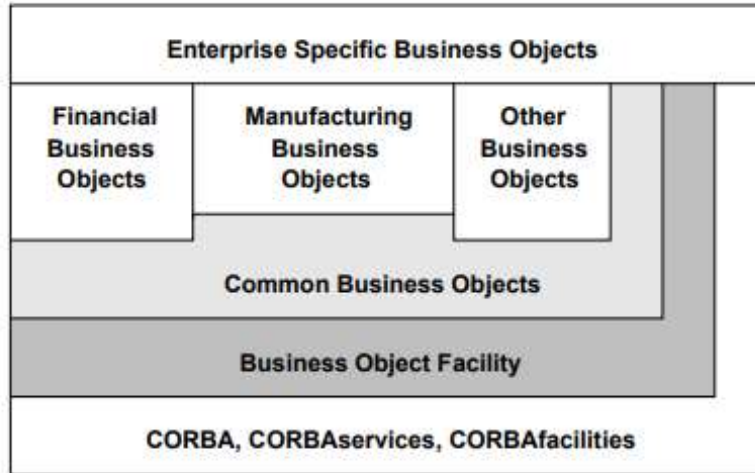 Enterprise Specific Business Objects
Financial
Business
Objects
Manufacturing
Business
Objects
Other
Business
Objects
Common Business Objects
Business Object Facility
CORBA, CORBAservices, CORBAfacilities